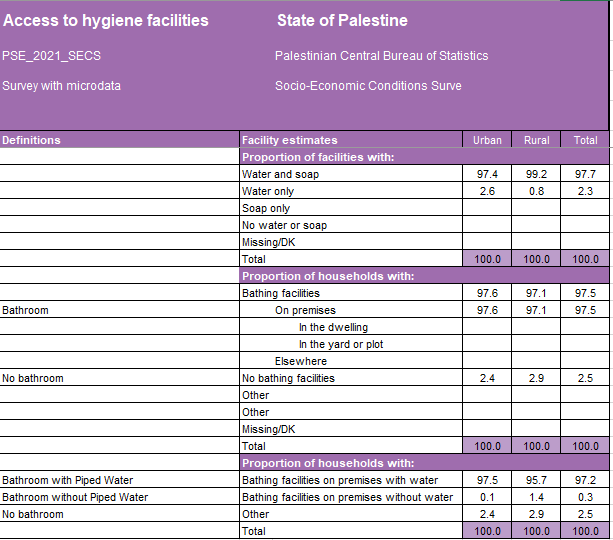 Access to hygiene facilities State of Palestine
PSE_2021_SECS Palestinian Central Bureau of Statistics
Survey with microdata Socio-Economic Conditions Surve
Definitions Facility estimates Urban Rural Total
Proportion of facilities with:
Water and soap 97.4 99.2 97.7
Water only 2.6 0.8 2.3
Soap only
No water or soap
Missing/DK
Total 100.0 100.0 100.0
Proportion of households with:
Bathing facilities 97.6 97.1 97.5
Bathroom On premises 97.6 97.1 97.5
In the dwelling
In the yard or plot
Elsewhere
No bathroom No bathing facilities 2.4 2.9 2.5
Other
Other
Missing/DK
Total 100.0 100.0 100.0
Proportion of households with:
Bathroom with Piped Water Bathing facilities on premises with water 97.5 95.7 97.2
Bathroom without Piped Water Bathing facilities on premises without water 0.1 1.4 0.3
No bathroom Other 2.4 2.9 2.5
Total 100.0 100.0 100.0